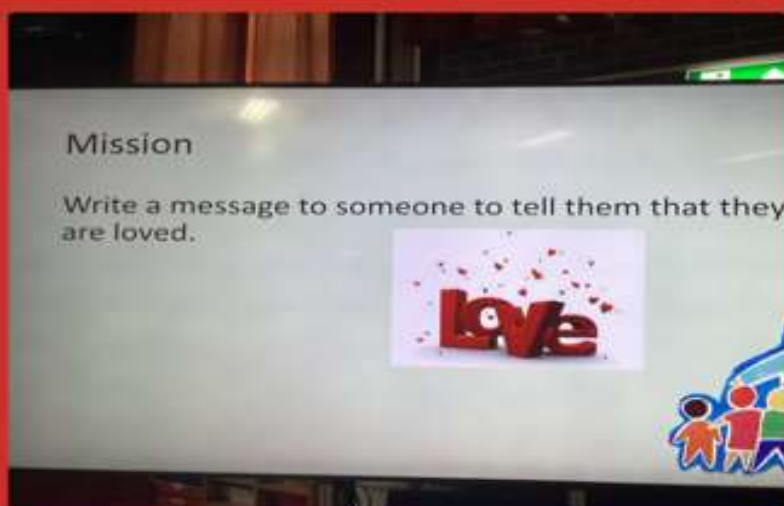 Mission
Write a message to someone to tell them that they
are loved.
Love